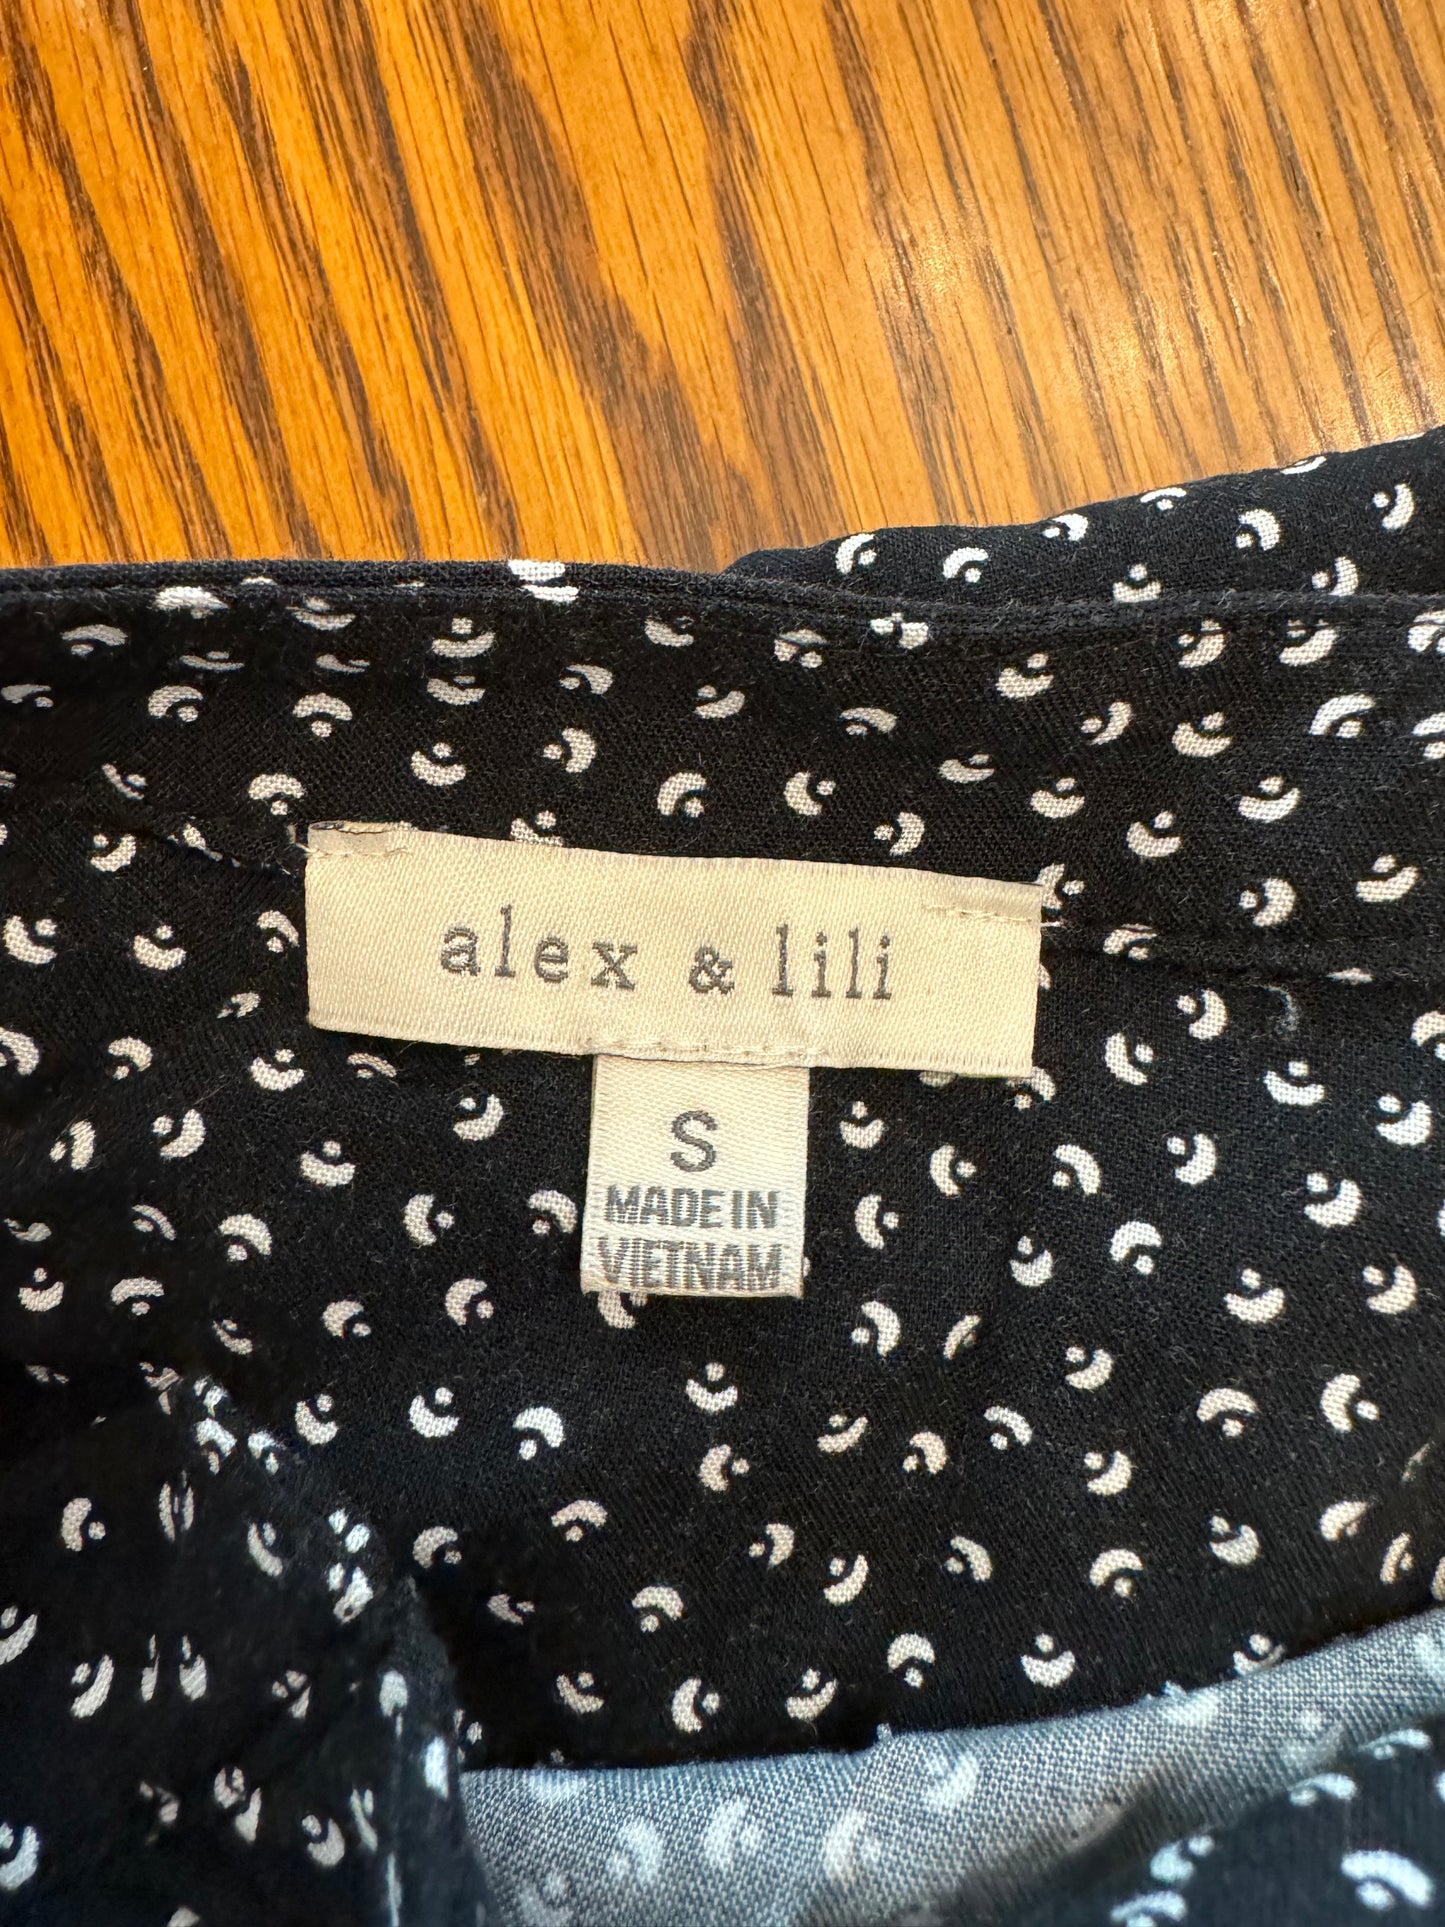 alex & lili
S
MADE IN
VIETNAM